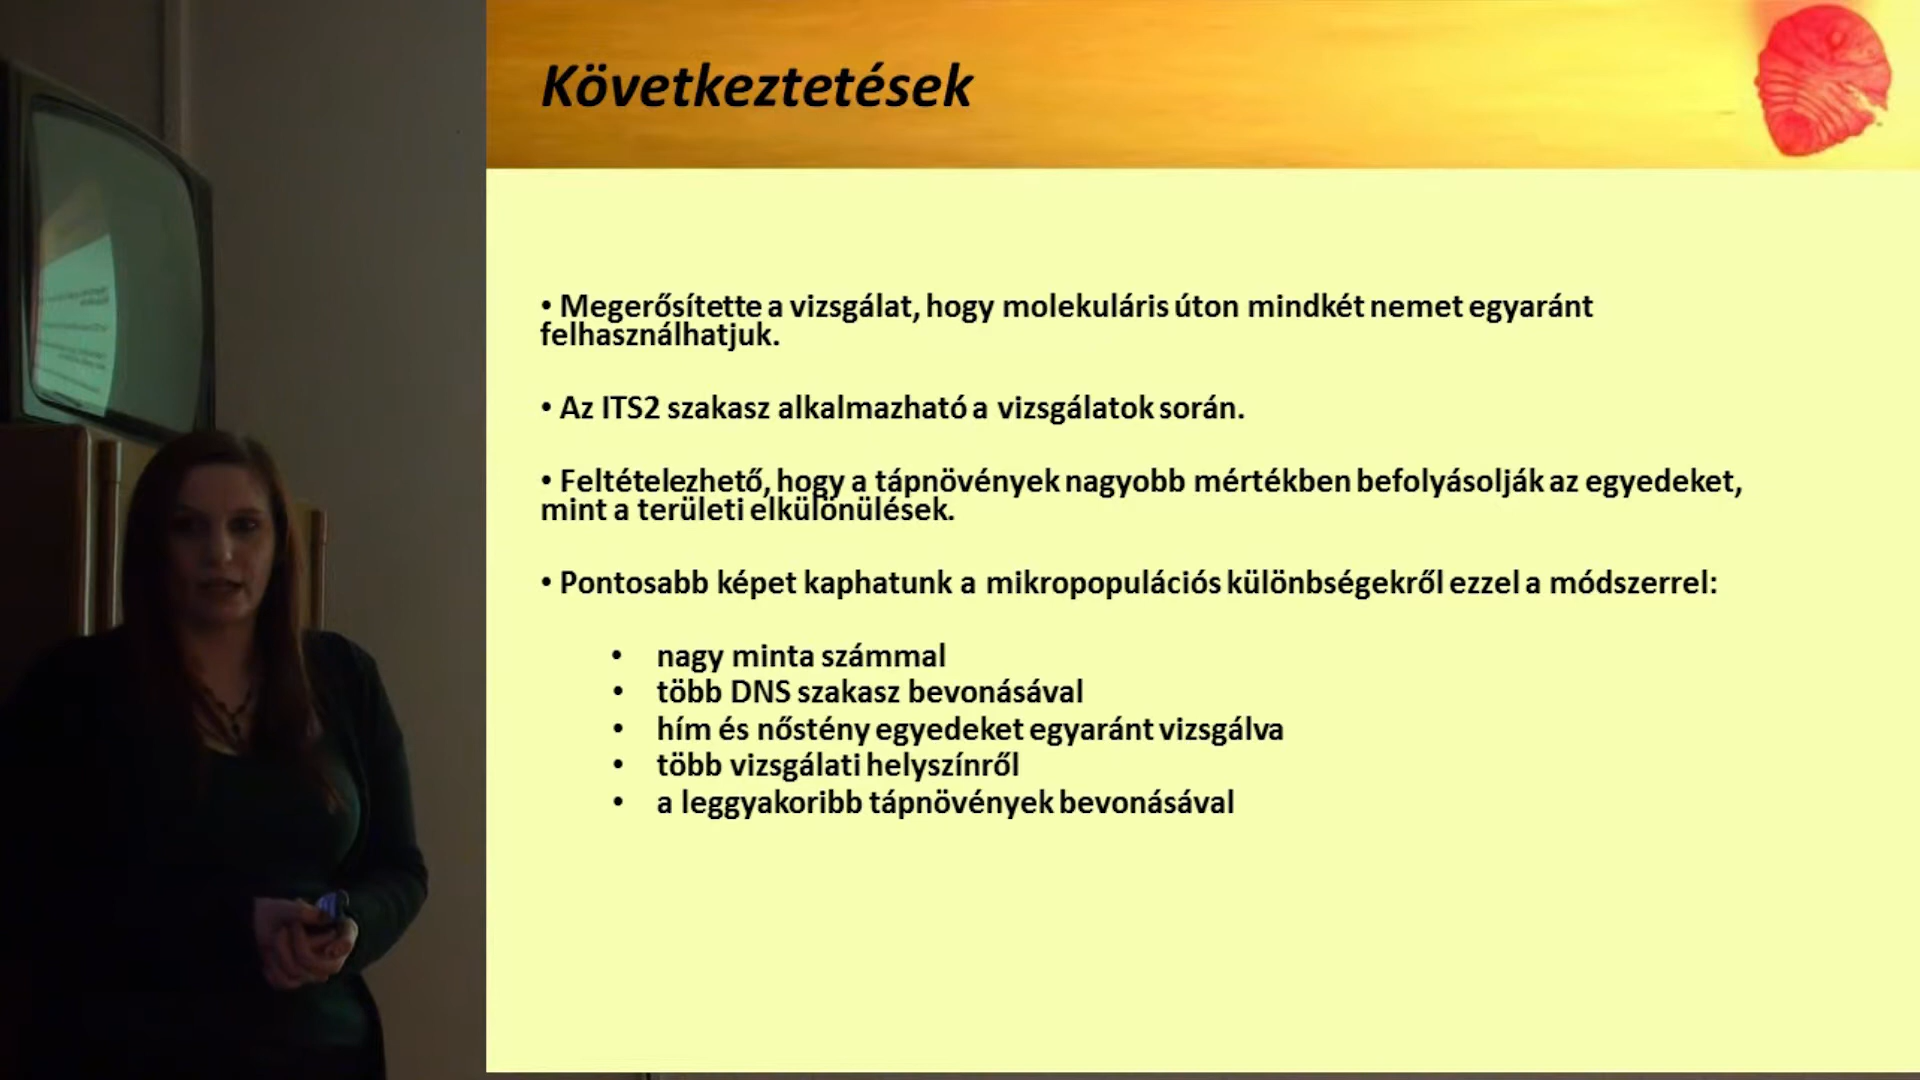 Következtetések
• Megerősítette a vizsgálat, hogy molekuláris úton mindkét nemet egyaránt
felhasználhatjuk.
• Az ITS2 szakasz alkalmazható a vizsgálatok során.
• Feltételezhető, hogy a tápnövények nagyobb mértékben befolyásolják az egyedeket,
mint a területi elkülönülések.
• Pontosabb képet kaphatunk a mikropopulációs különbségekről ezzel a módszerrel:
• nagy minta számmal
• több DNS szakasz bevonásával
• hím és nőstény egyedeket egyaránt vizsgálva
• több vizsgálati helyszínről
• a leggyakoribb tápnövények bevonásával